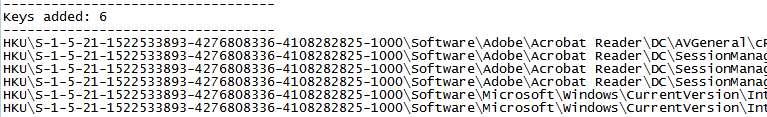 ----------------------------------
Keys added: 6
----------------------------------
HKU\S-1-5-21-1522533893-4276808336-4108282825-1000\Software\Adobe\Acrobat Reader\DC\AVGeneral\cR
HKU\S-1-5-21-1522533893-4276808336-4108282825-1000\Software\Adobe\Acrobat Reader\DC\SessionManag
HKU\S-1-5-21-1522533893-4276808336-4108282825-1000\Software\Adobe\Acrobat Reader\DC\SessionManag
HKU\S-1-5-21-1522533893-4276808336-4108282825-1000\Software\Adobe\Acrobat Reader\DC\SessionManag
HKU\S-1-5-21-1522533893-4276808336-4108282825-1000\Software\Microsoft\Windows\CurrentVersion\Int
HKU\S-1-5-21-1522533893-4276808336-4108282825-1000\Software\Microsoft\Windows\CurrentVersion\Int